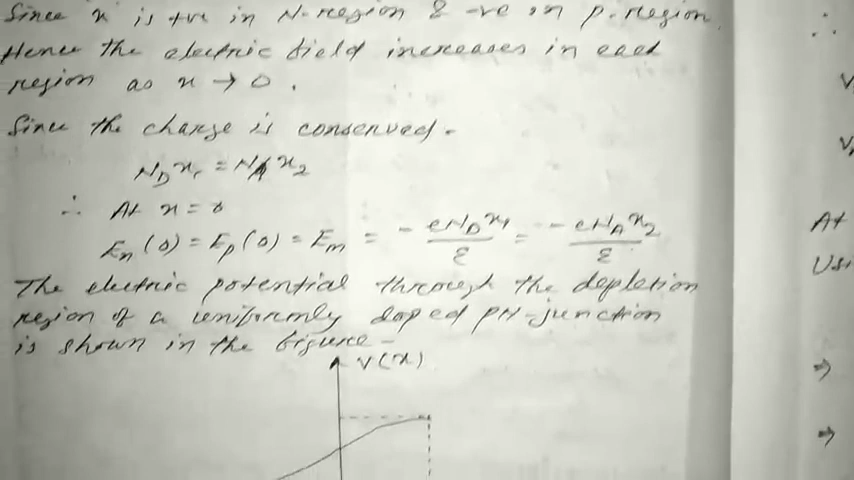 Since x is +ve in N-region & -ve in p-region.
Hence the electric field increases in each
region as x → 0.
Since the charge is conserved.
N_D x_1 = N_A x_2
∴ At x = 0
E_n(0) = E_p(0) = E_m = - eN_D x_1 / ε = - eN_A x_2 / ε
The electric potential through the depletion
region of a uniformly doped PN-junction
is shown in the figure-
V(x)
∴
V
V
At
Usi
⇒
⇒